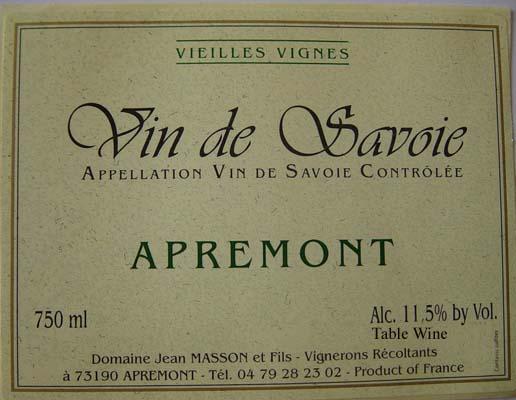 VIEILLES VIGNES
Vin de Savoie
APPELLATION VIN DE SAVOIE CONTRÔLÉE
APREMONT
750 ml
Alc. 11,5% by Vol.
Table Wine
Contains sulfites
Domaine Jean MASSON et Fils - Vignerons Récoltants
à 73190 APREMONT - Tél. 04 79 28 23 02 - Product of France